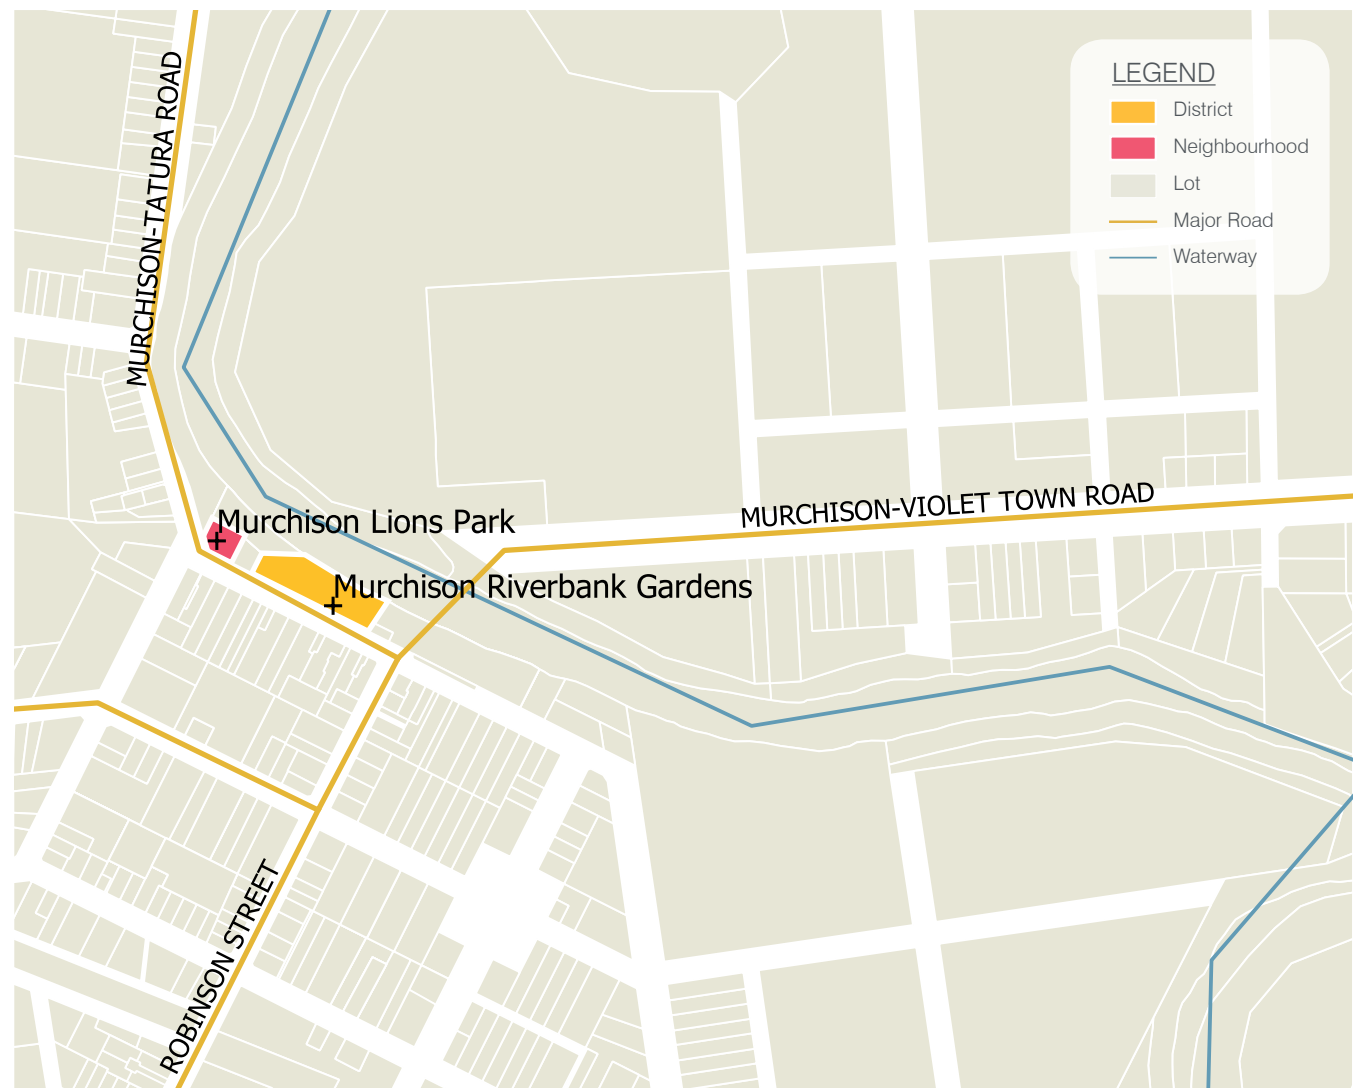 LEGEND
District
Neighbourhood
Lot
Major Road
Waterway
MURCHISON-TATURA ROAD
Murchison Lions Park
MURCHISON-VIOLET TOWN ROAD
Murchison Riverbank Gardens
ROBINSON STREET